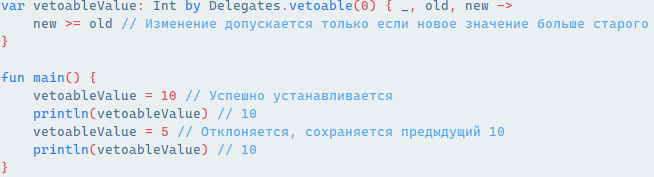 var vetoableValue: Int by Delegates.vetoable(0) { _, old, new ->
    new >= old // Изменение допускается только если новое значение больше старого
}

fun main() {
    vetoableValue = 10 // Успешно устанавливается
    println(vetoableValue) // 10
    vetoableValue = 5 // Отклоняется, сохраняется предыдущий 10
    println(vetoableValue) // 10
}